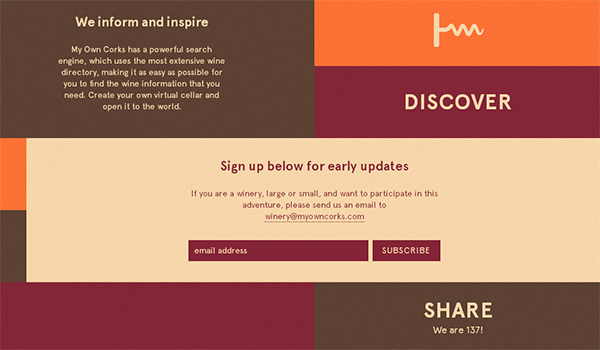 We inform and inspire
My Own Corks has a powerful search
engine, which uses the most extensive wine
directory, making it as easy as possible for
you to find the wine information that you
need. Create your own virtual cellar and
open it to the world.
DISCOVER
Sign up below for early updates
If you are a winery, large or small, and want to participate in this
adventure, please send us an email to
winery@myowncorks.com
email address
SUBSCRIBE
SHARE
We are 137!